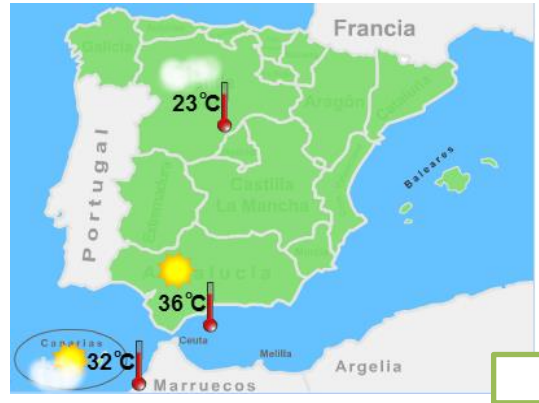 Francia
Galicia
23°C
Aragón
Cataluña
Portugal
Baleares
Extremadura
Castilla
La Mancha
Murcia
Andalucía
36°C
Canarias
32°C
Ceuta
Melilla
Marruecos
Argelia